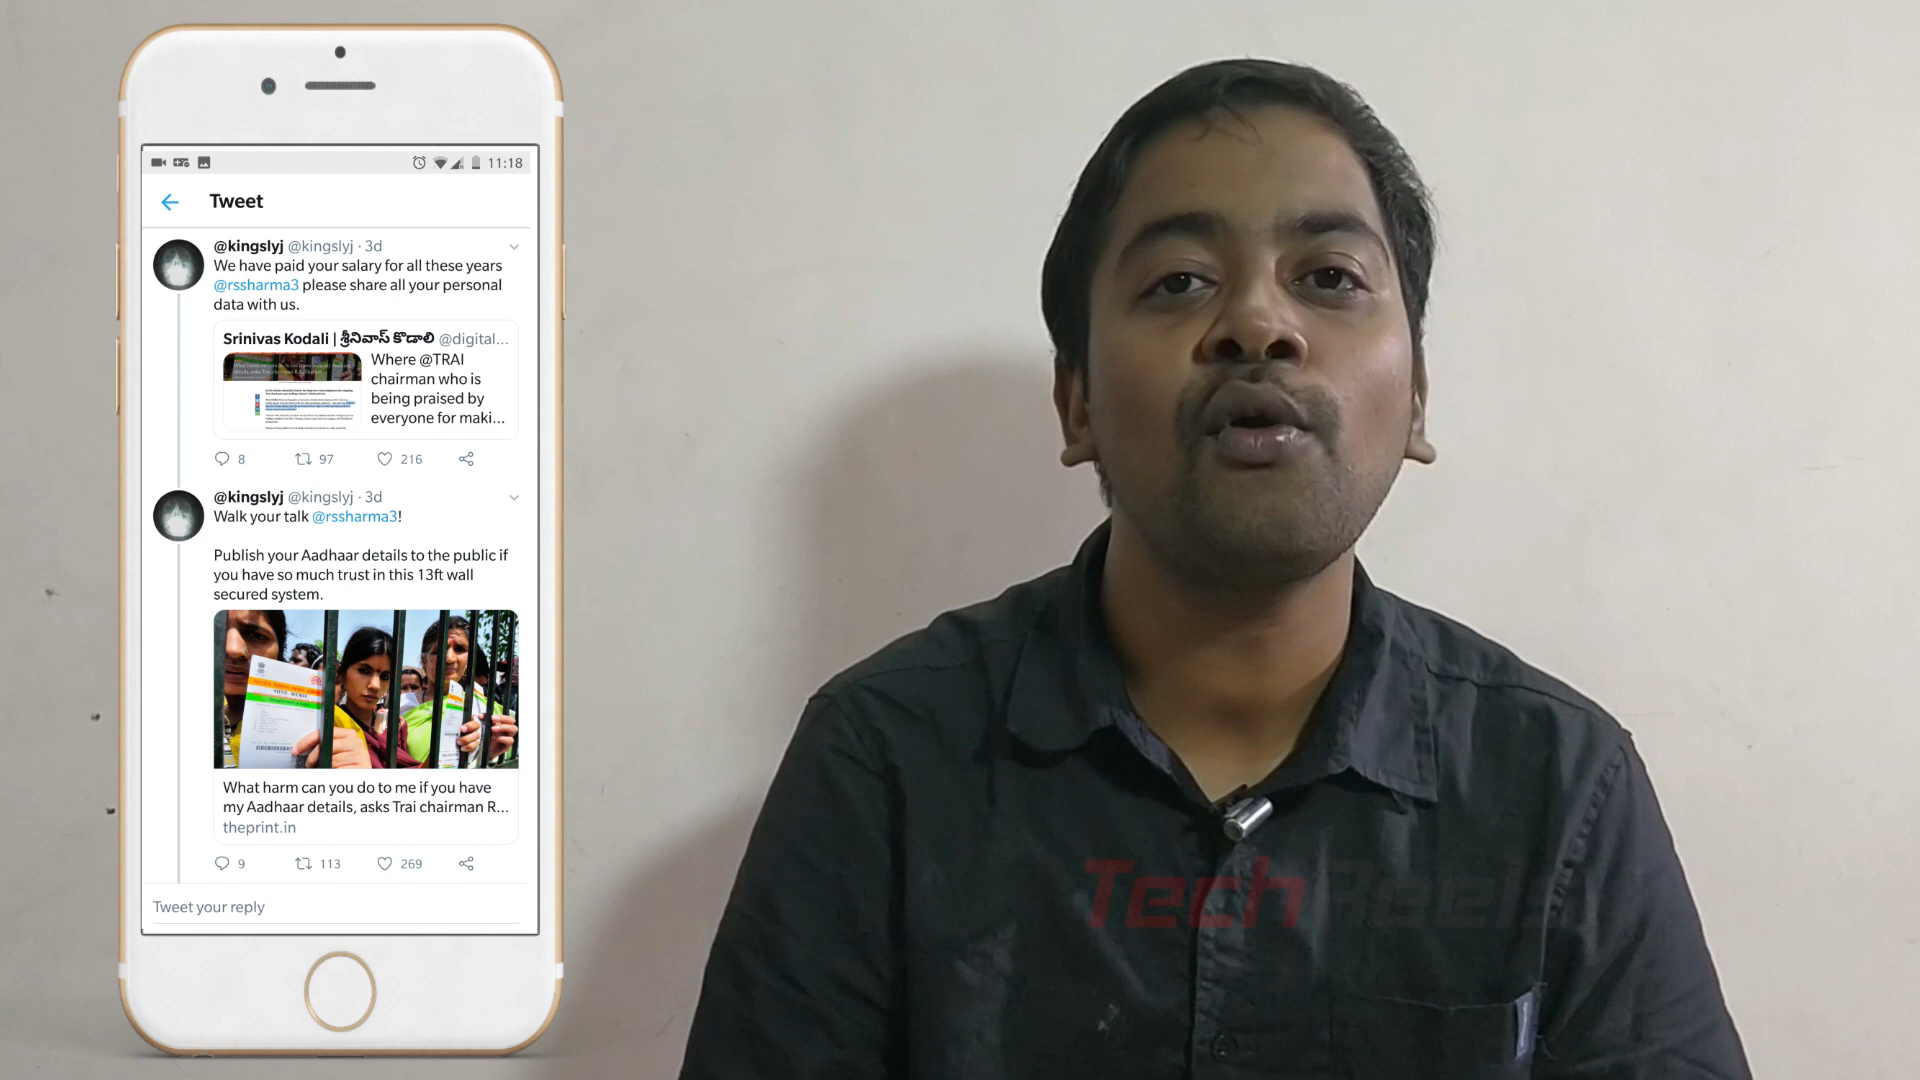 11:18
Tweet
@kingslyj @kingslyj · 3d
We have paid your salary for all these years
@rssharma3 please share all your personal
data with us.
Srinivas Kodali | శ్రీనివాస్ కొడాలి @digital...
Where @TRAI
chairman who is
being praised by
everyone for maki...
8 97 216
@kingslyj @kingslyj · 3d
Walk your talk @rssharma3!
Publish your Aadhaar details to the public if
you have so much trust in this 13ft wall
secured system.
What harm can you do to me if you have
my Aadhaar details, asks Trai chairman R...
theprint.in
9 113 269
Tweet your reply
TechReels